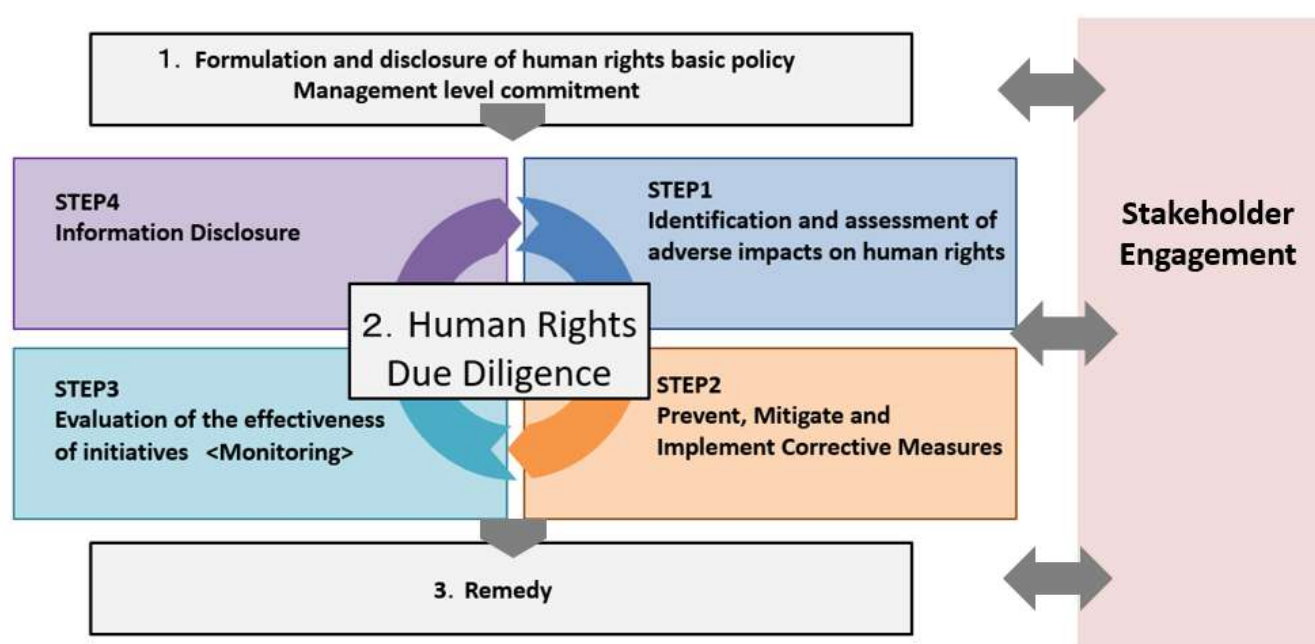 1. Formulation and disclosure of human rights basic policy
Management level commitment
STEP4
Information Disclosure
STEP1
Identification and assessment of
adverse impacts on human rights
2. Human Rights
Due Diligence
STEP3
Evaluation of the effectiveness
of initiatives <Monitoring>
STEP2
Prevent, Mitigate and
Implement Corrective Measures
3. Remedy
Stakeholder
Engagement